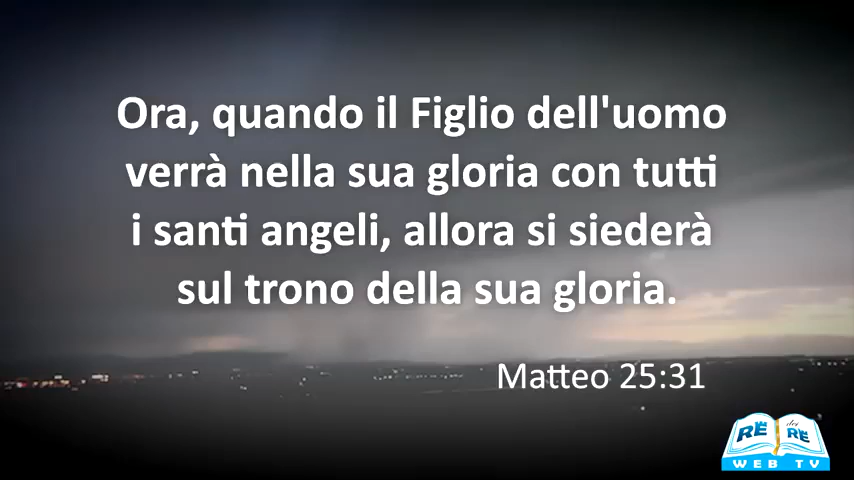 Ora, quando il Figlio dell'uomo
verrà nella sua gloria con tutti
i santi angeli, allora si siederà
sul trono della sua gloria.
Matteo 25:31
RE dei RE
WEB TV